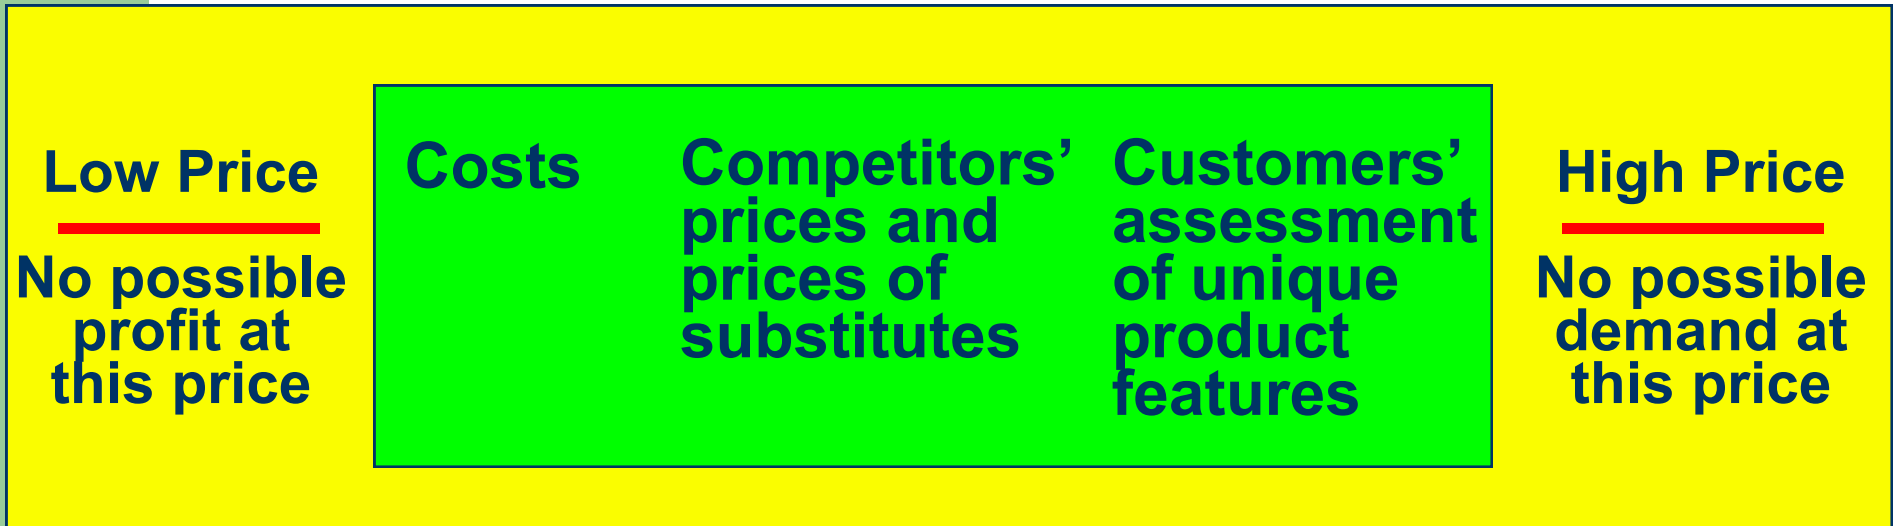 Low Price
No possible
profit at
this price
Costs
Competitors’
prices and
prices of
substitutes
Customers’
assessment
of unique
product
features
High Price
No possible
demand at
this price